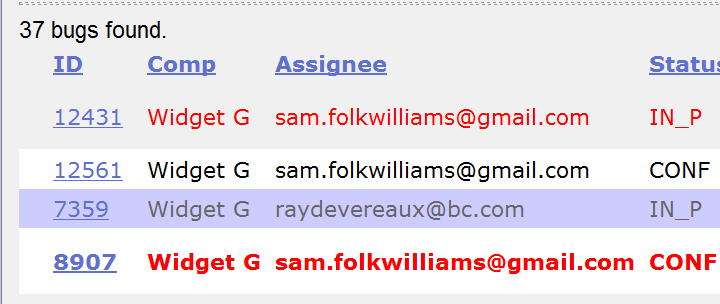 37 bugs found.
ID Comp Assignee Status
12431 Widget G sam.folkwilliams@gmail.com IN_P
12561 Widget G sam.folkwilliams@gmail.com CONF
7359 Widget G raydevereaux@bc.com IN_P
8907 Widget G sam.folkwilliams@gmail.com CONF